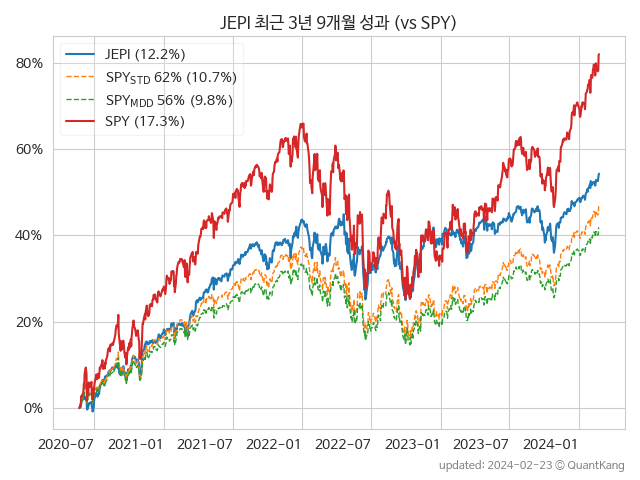 JEPI 최근 3년 9개월 성과 (vs SPY)
JEPI (12.2%)
SPY_STD 62% (10.7%)
SPY_MDD 56% (9.8%)
SPY (17.3%)
80%
60%
40%
20%
0%
2020−07 2021−01 2021−07 2022−01 2022−07 2023−01 2023−07 2024−01
updated: 2024-02-23 © QuantKang